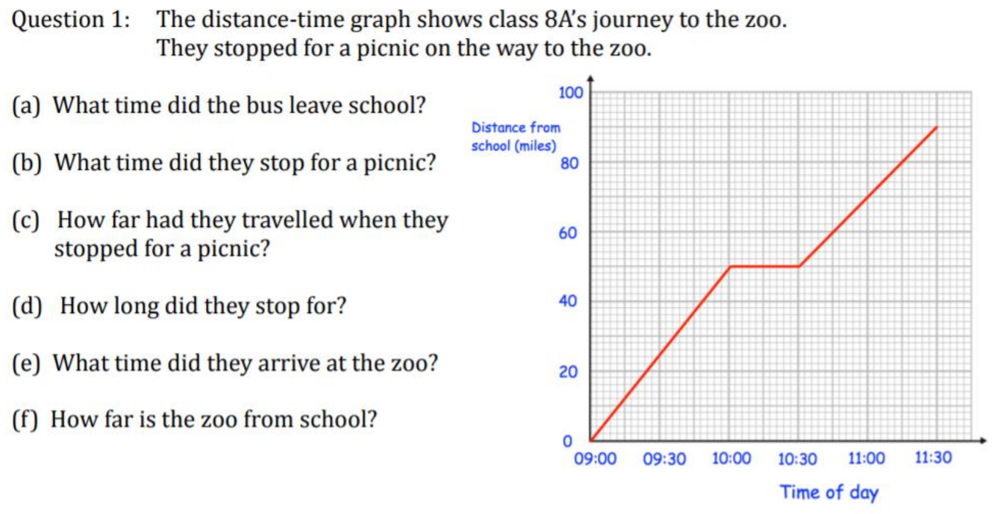 Question 1: The distance-time graph shows class 8A’s journey to the zoo.
They stopped for a picnic on the way to the zoo.
(a) What time did the bus leave school?
(b) What time did they stop for a picnic?
(c) How far had they travelled when they
stopped for a picnic?
(d) How long did they stop for?
(e) What time did they arrive at the zoo?
(f) How far is the zoo from school?
100
Distance from
school (miles)
80
60
40
20
0
09:00 09:30 10:00 10:30 11:00 11:30
Time of day